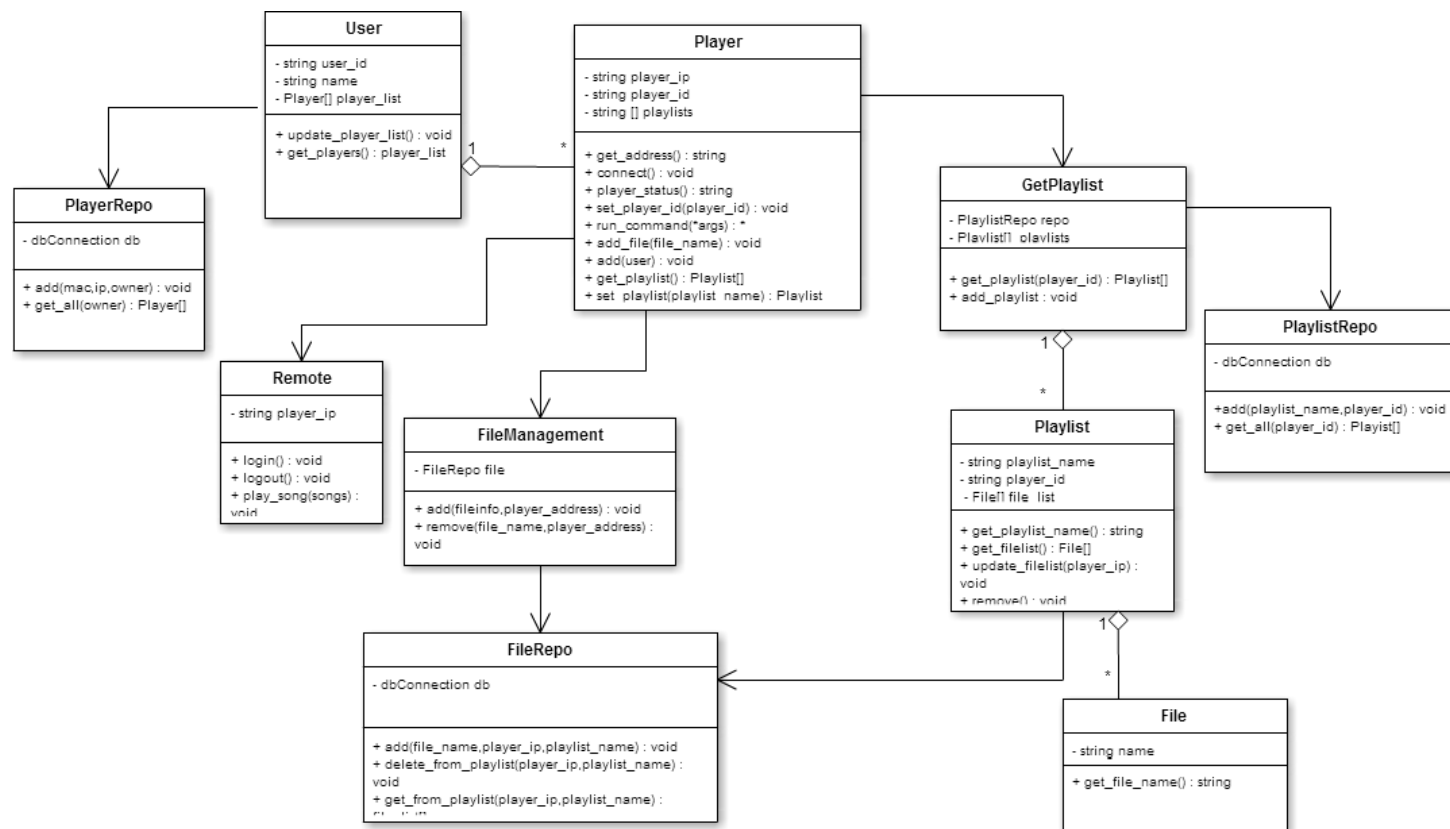 User
- string user_id
- string name
- Player[] player_list
+ update_player_list() : void
+ get_players() : player_list
1
*
Player
- string player_ip
- string player_id
- string [] playlists
+ get_address() : string
+ connect() : void
+ player_status() : string
+ set_player_id(player_id) : void
+ run_command(*args) : *
+ add_file(file_name) : void
+ add(user) : void
+ get_playlist() : Playlist[]
+ set_playlist(playlist_name) : Playlist
PlayerRepo
- dbConnection db
+ add(mac,ip,owner) : void
+ get_all(owner) : Player[]
GetPlaylist
- PlaylistRepo repo
- Playlist[] playlists
+ get_playlist(player_id) : Playlist[]
+ add_playlist : void
1
*
PlaylistRepo
- dbConnection db
+add(playlist_name,player_id) : void
+ get_all(player_id) : Playist[]
Remote
- string player_ip
+ login() : void
+ logout() : void
+ play_song(songs) :
void
FileManagement
- FileRepo file
+ add(fileinfo,player_address) : void
+ remove(file_name,player_address) :
void
Playlist
- string playlist_name
- string player_id
- File[] file_list
+ get_playlist_name() : string
+ get_filelist() : File[]
+ update_filelist(player_ip) :
void
+ remove() : void
1
*
FileRepo
- dbConnection db
+ add(file_name,player_ip,playlist_name) : void
+ delete_from_playlist(player_ip,playlist_name) :
void
+ get_from_playlist(player_ip,playlist_name) :
File
- string name
+ get_file_name() : string